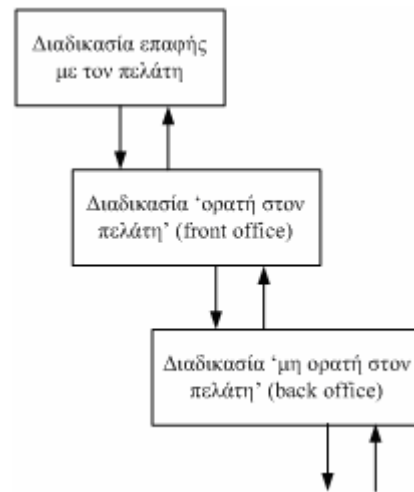 Διαδικασία επαφής
με τον πελάτη
Διαδικασία ‘ορατή στον
πελάτη’ (front office)
Διαδικασία ‘μη ορατή στον
πελάτη’ (back office)